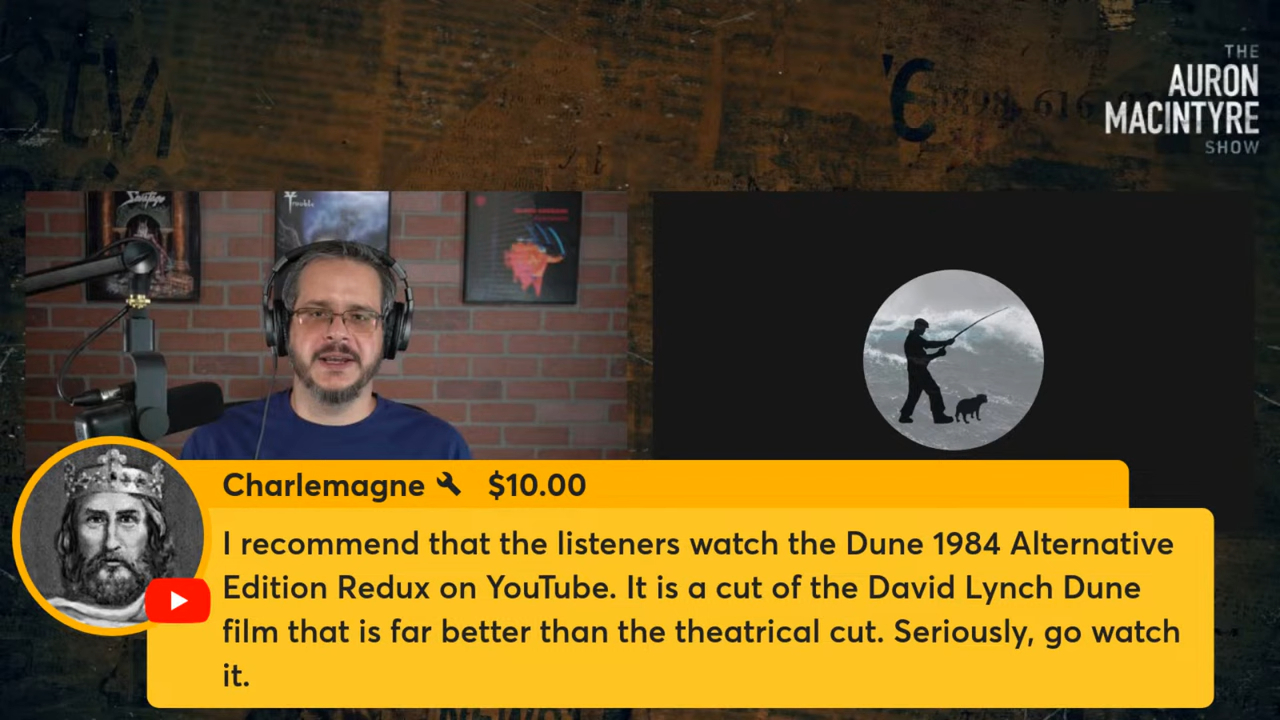 THE
AURON
MACINTYRE
SHOW
Savatage
Trouble
Charlemagne $10.00
I recommend that the listeners watch the Dune 1984 Alternative
Edition Redux on YouTube. It is a cut of the David Lynch Dune
film that is far better than the theatrical cut. Seriously, go watch
it.